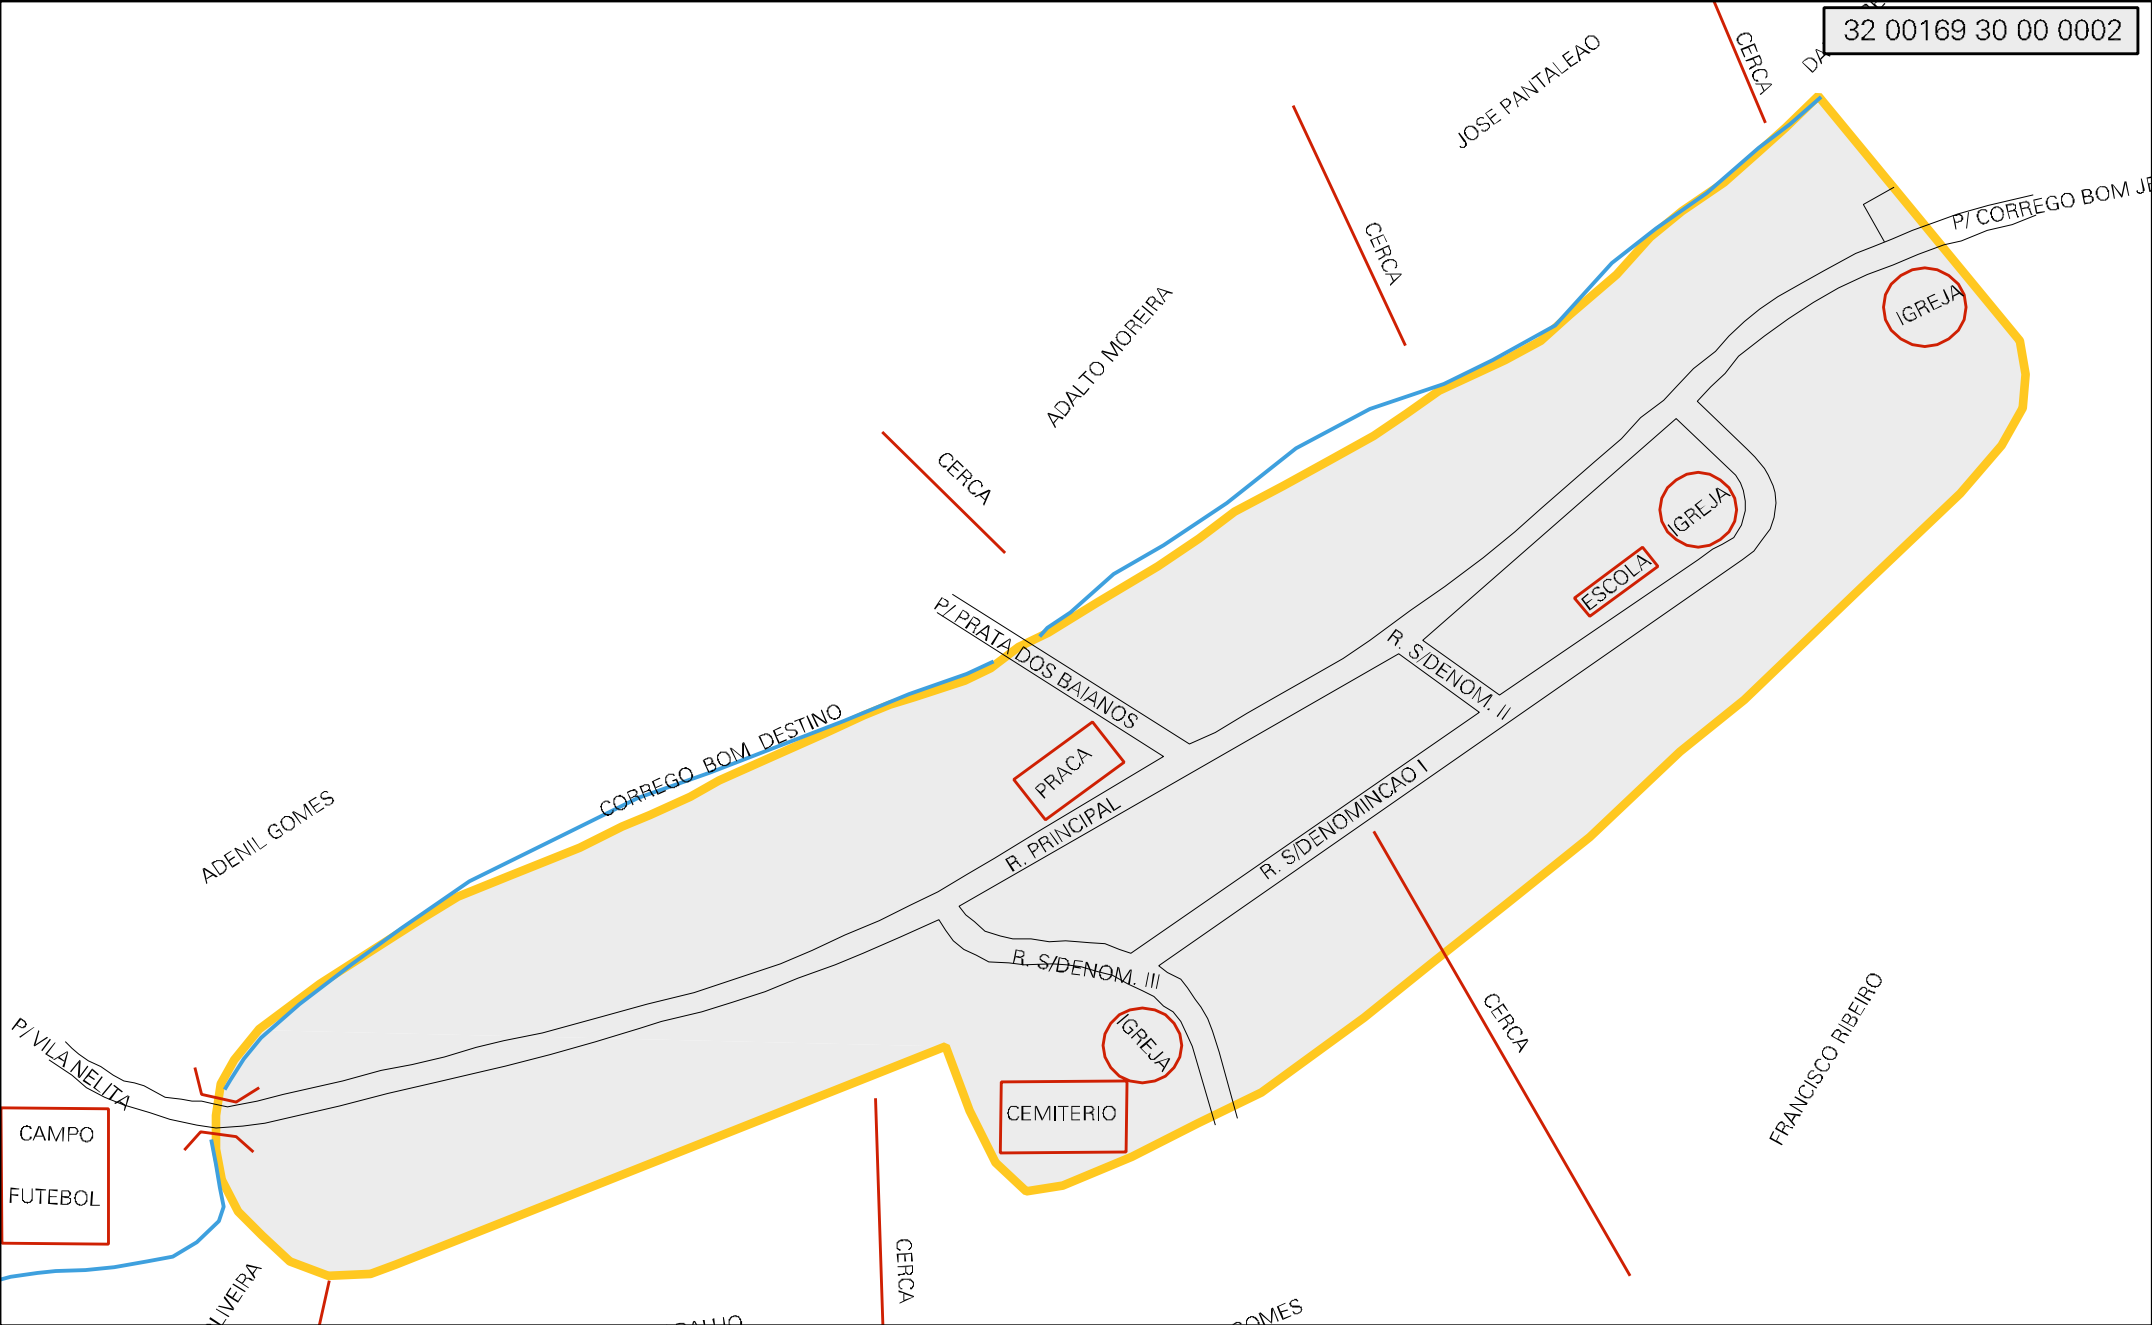 32 00169 30 00 0002
CERCA
JOSE PANTALEAO
P/ CORREGO BOM
CERCA
IGREJA
ADALTO MOREIRA
CERCA
IGREJA
ESCOLA
P/ PRATA DOS BAIANOS
R. S/DENOM. II
CORREGO BOM DESTINO
PRACA
R. PRINCIPAL
R. S/DENOMINCAO I
ADENIL GOMES
R. S/DENOM. III
P/ VILA NELITA
IGREJA
CERCA
FRANCISCO RIBEIRO
CEMITERIO
CAMPO
FUTEBOL
CERCA